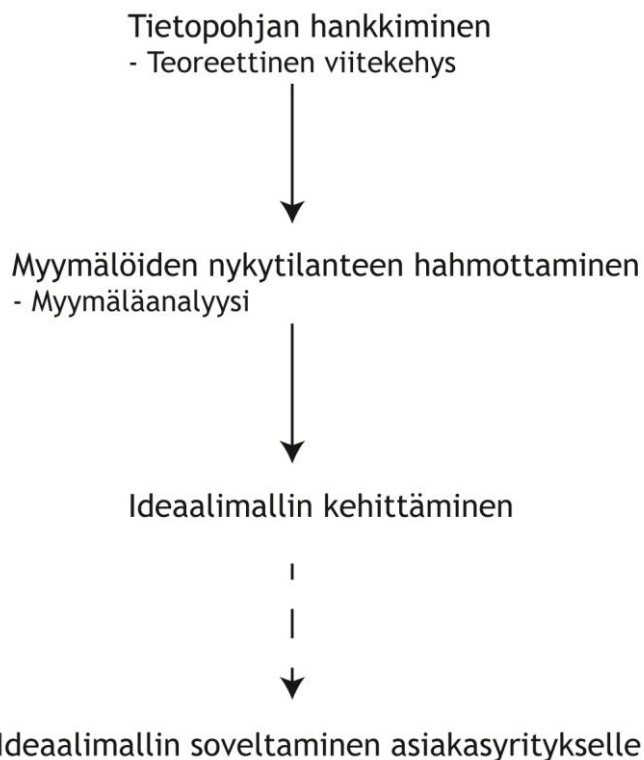 Tietopohjan hankkiminen
- Teoreettinen viitekehys
Myymälöiden nykytilanteen hahmottaminen
- Myymäläanalyysi
Ideaalimallin kehittäminen
Ideaalimallin soveltaminen asiakasyritykselle